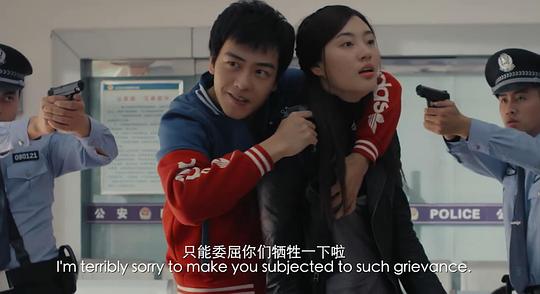 080121
adidas
公安
POLICE
只能委屈你们牺牲一下啦
I'm terribly sorry to make you subjected to such grievance.